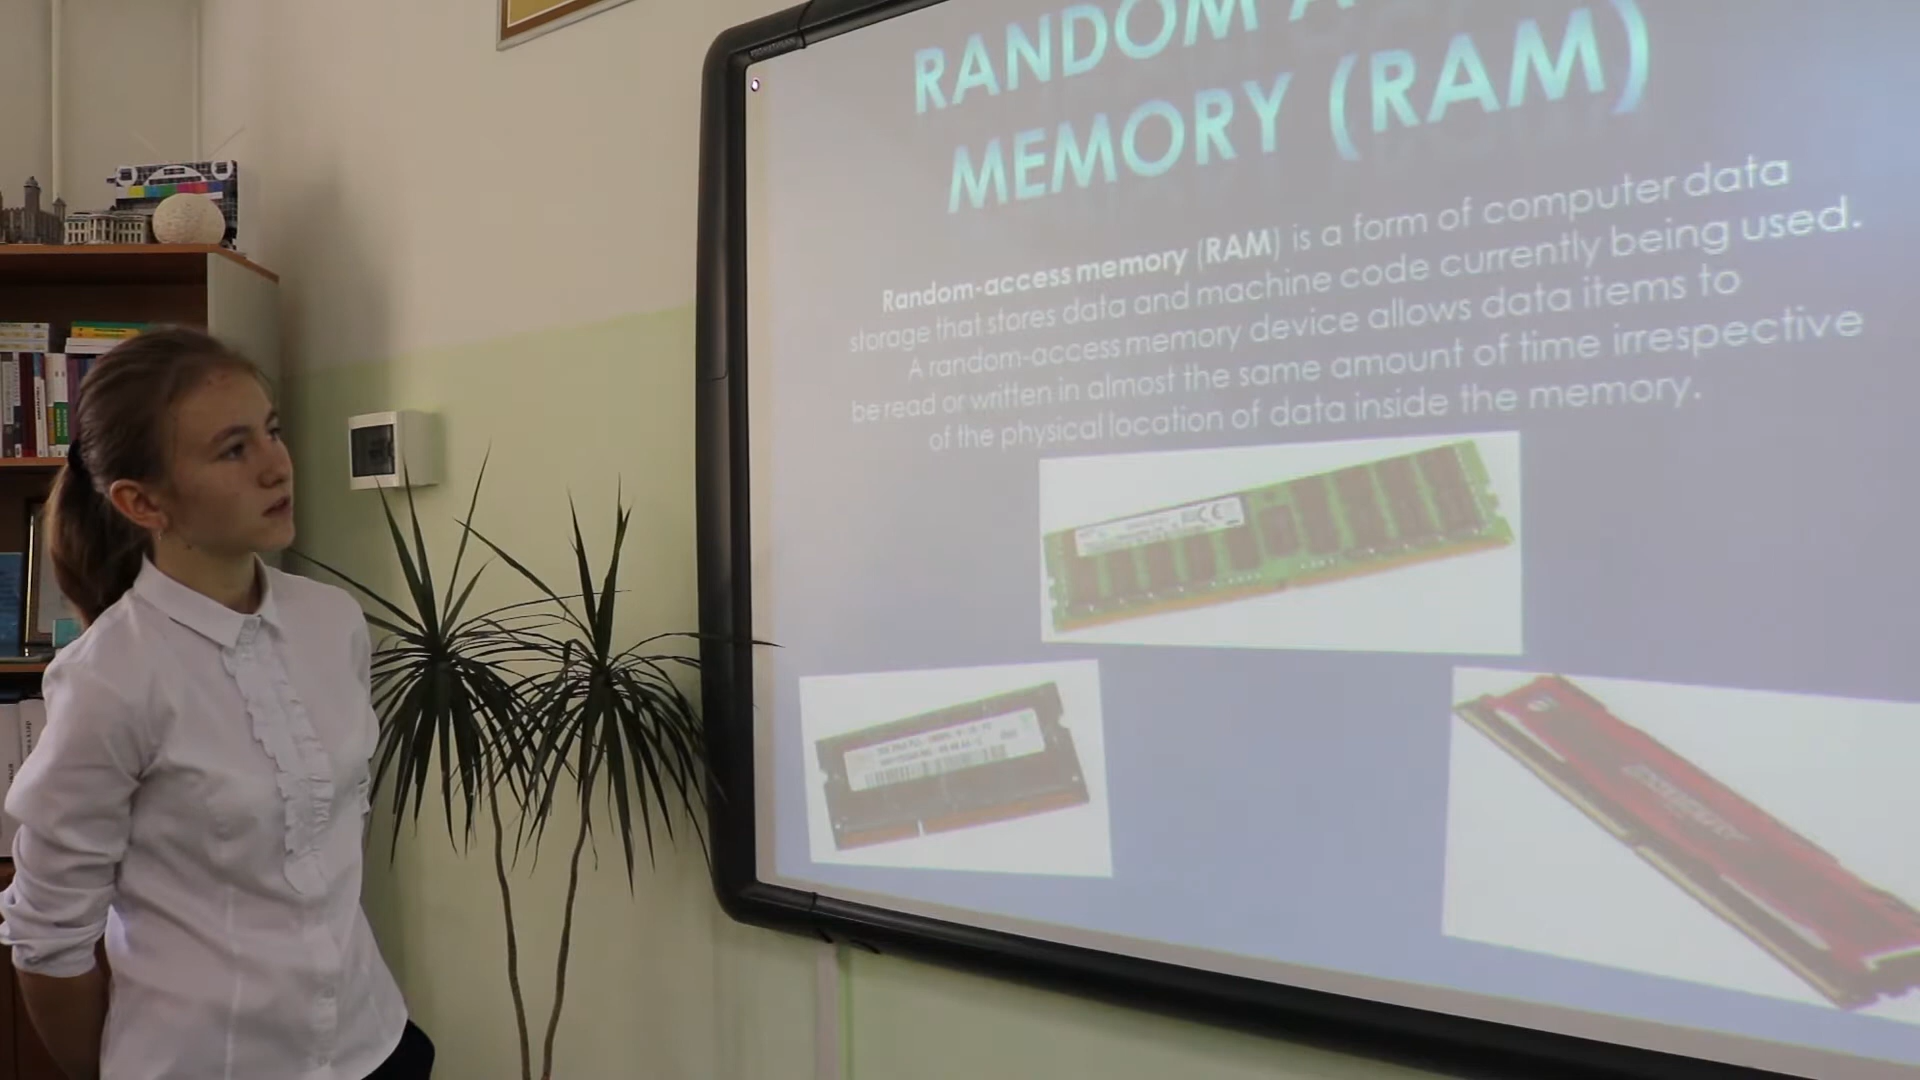 RANDOM A
MEMORY (RAM)
Random-access memory (RAM) is a form of computer data
storage that stores data and machine code currently being used.
A random-access memory device allows data items to
be read or written in almost the same amount of time irrespective
of the physical location of data inside the memory.